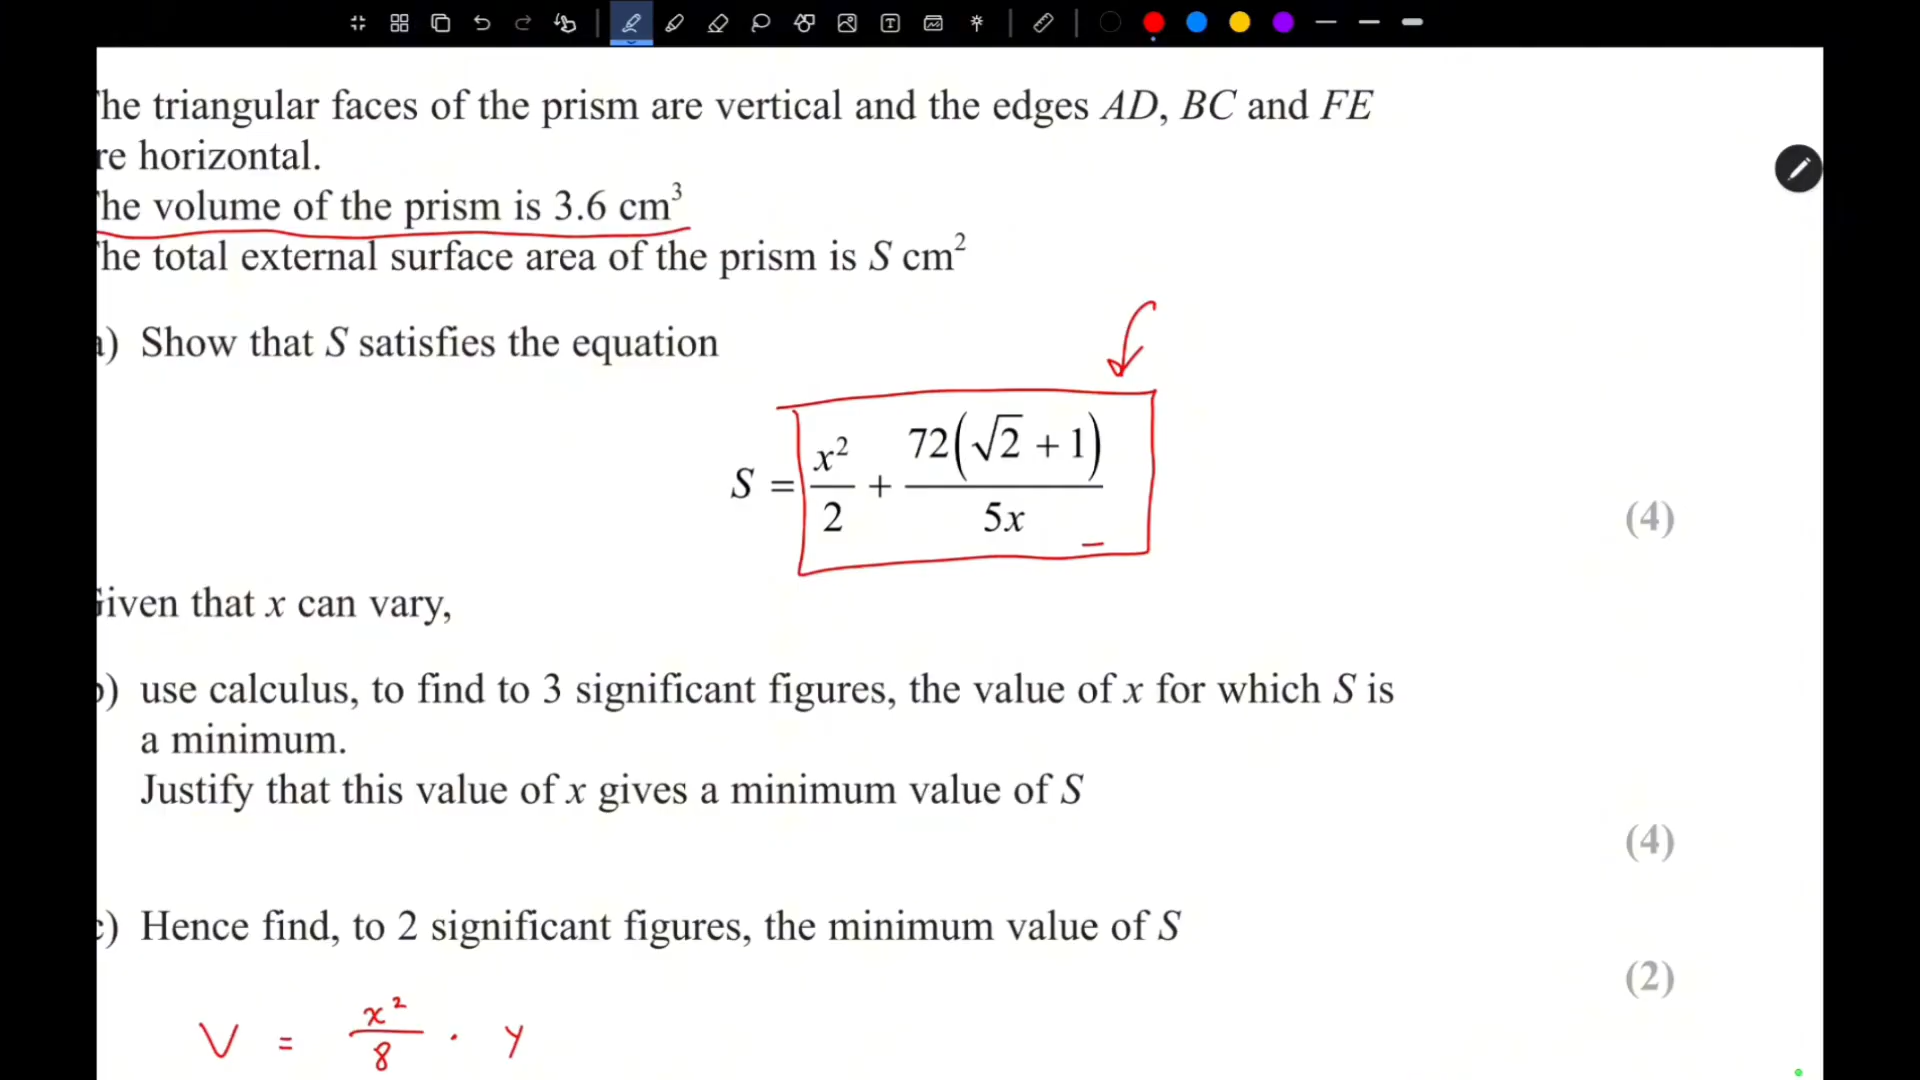 he triangular faces of the prism are vertical and the edges AD, BC and FE
re horizontal.
he volume of the prism is 3.6 cm³
he total external surface area of the prism is S cm²
a) Show that S satisfies the equation
S = x²/2 + 72(√2 + 1)/5x
(4)
Given that x can vary,
b) use calculus, to find to 3 significant figures, the value of x for which S is
a minimum.
Justify that this value of x gives a minimum value of S
(4)
c) Hence find, to 2 significant figures, the minimum value of S
(2)
V = x²/8 · y